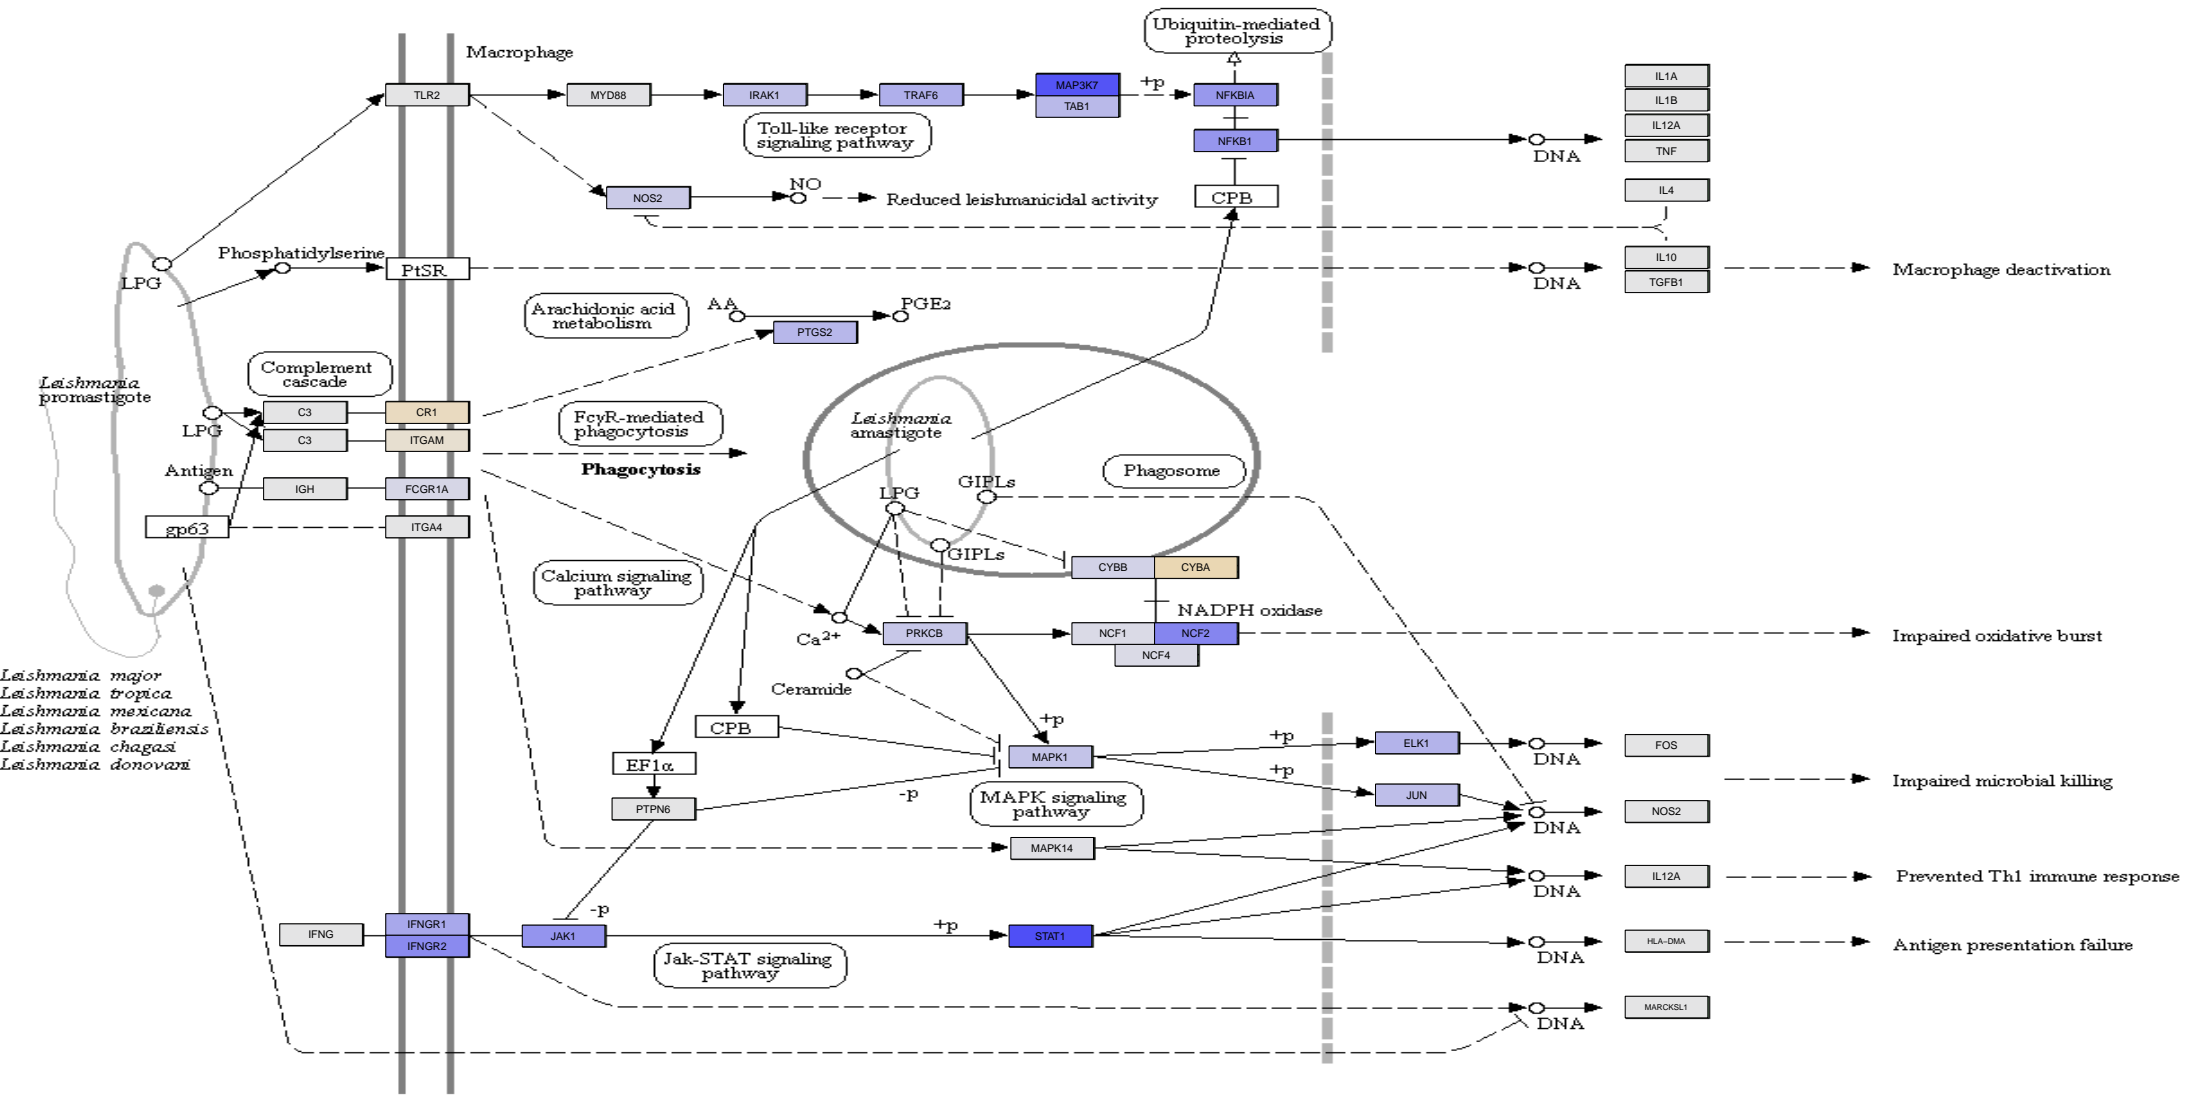 Ubiquitin-mediated
proteolysis
Macrophage
TLR2
MYD88
IRAK1
TRAF6
MAP3K7
TAB1
+p
NFKBIA
NFKB1
IL1A
IL1B
IL12A
TNF
DNA
Toll-like receptor
signaling pathway
NOS2
NO
Reduced leishmanicidal activity
CPB
IL4
Phosphatidylserine
LPG
PtSR
DNA
IL10
TGFB1
Macrophage deactivation
Arachidonic acid
metabolism
AA
PGE2
PTGS2
Complement
cascade
Leishmania
promastigote
C3
CR1
LPG
C3
ITGAM
FcγR-mediated
phagocytosis
Phagocytosis
Leishmania
amastigote
Phagosome
Antigen
IGH
FCGR1A
gp63
ITGA4
LPG
GIPLs
GIPLs
Calcium signaling
pathway
CYBB
CYBA
NADPH oxidase
Ca2+
PRKCB
NCF1
NCF2
NCF4
Impaired oxidative burst
Ceramide
Leishmania major
Leishmania tropica
Leishmania mexicana
Leishmania braziliensis
Leishmania chagasi
Leishmania donovani
CPB
+p
MAPK1
+p
ELK1
DNA
FOS
EF1α
+p
Impaired microbial killing
PTPN6
-p
MAPK signaling
pathway
JUN
DNA
NOS2
MAPK14
IL12A
DNA
Prevented Th1 immune response
IFNG
IFNGR1
IFNGR2
-p
JAK1
+p
STAT1
DNA
HLA-DMA
Antigen presentation failure
Jak-STAT signaling
pathway
DNA
MARCKSL1